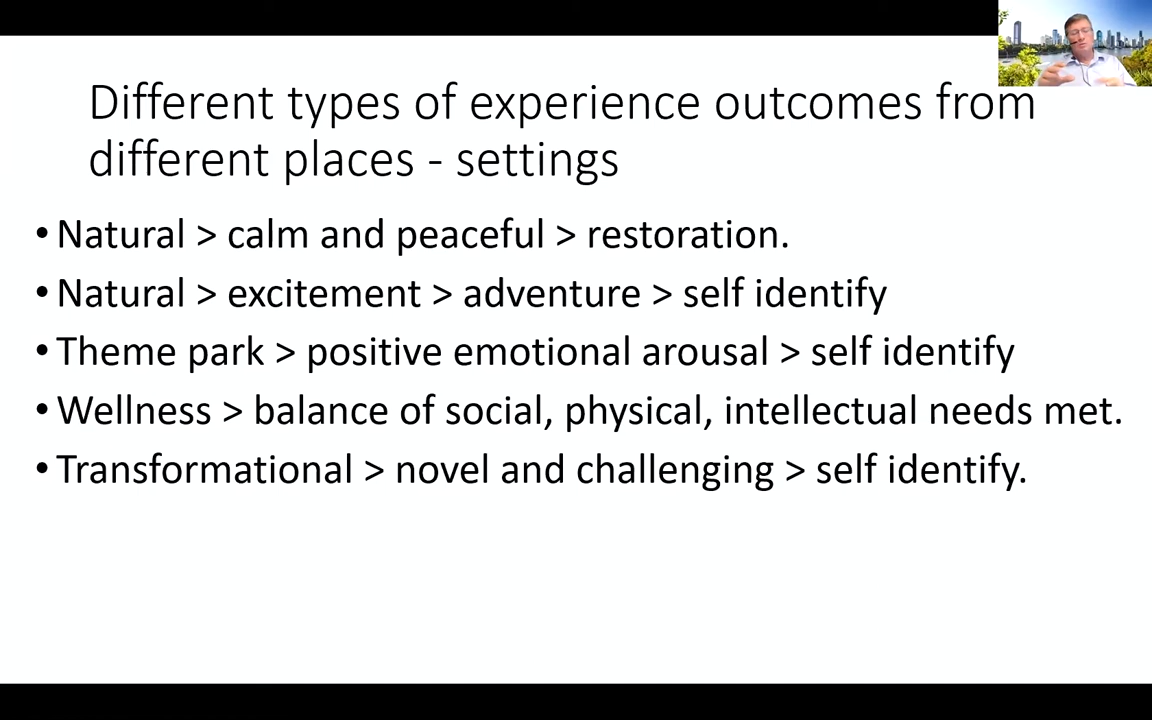 Different types of experience outcomes from
different places - settings
• Natural > calm and peaceful > restoration.
• Natural > excitement > adventure > self identify
• Theme park > positive emotional arousal > self identify
• Wellness > balance of social, physical, intellectual needs met.
• Transformational > novel and challenging > self identify.